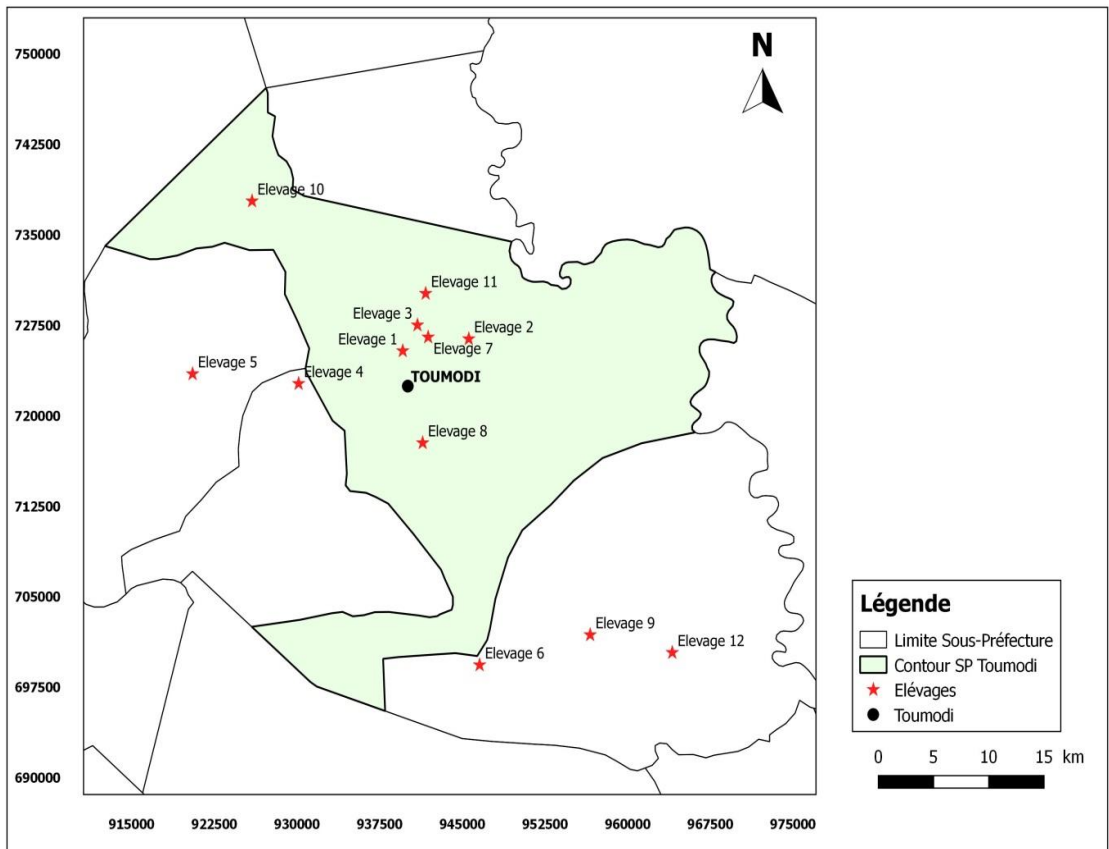 750000
742500
735000
727500
720000
712500
705000
697500
690000
N
Elevage 10
Elevage 11
Elevage 3
Elevage 2
Elevage 1
Elevage 7
Elevage 5
Elevage 4
TOUMODI
Elevage 8
Elevage 9
Elevage 12
Elevage 6
Légende
Limite Sous-Préfecture
Contour SP Toumodi
Elévages
Toumodi
0 5 10 15 km
915000 922500 930000 937500 945000 952500 960000 967500 975000